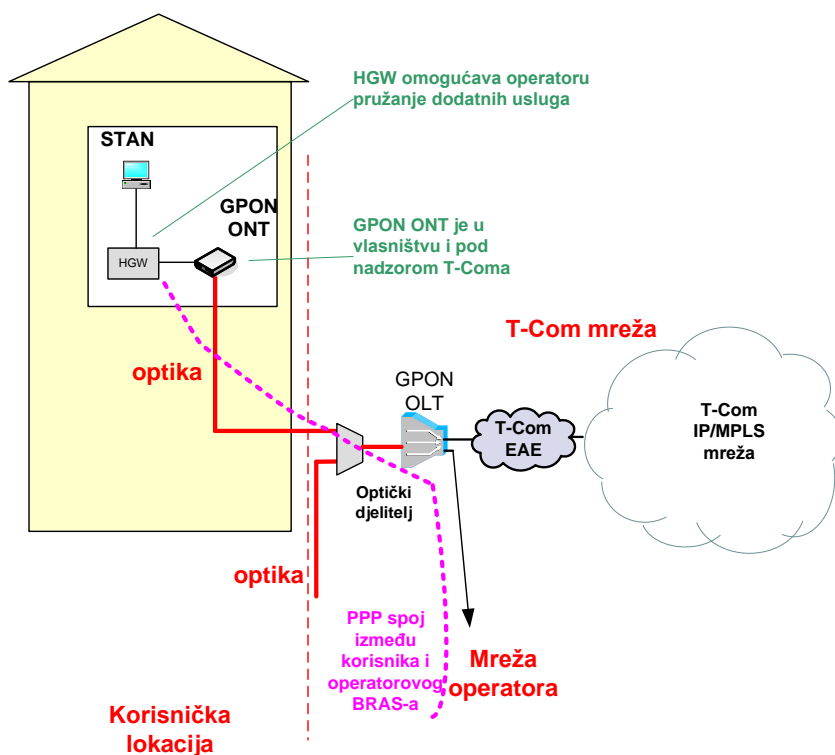 HGW omogućava operatoru
pružanje dodatnih usluga
STAN
GPON
ONT
HGW
GPON ONT je u
vlasništvu i pod
nadzorom T-Coma
T-Com mreža
optika
GPON
OLT
T-Com
EAE
T-Com
IP/MPLS
mreža
Optički
djelitelj
optika
PPP spoj
između
korisnika i
operatorovog
BRAS-a
Mreža
operatora
Korisnička
lokacija